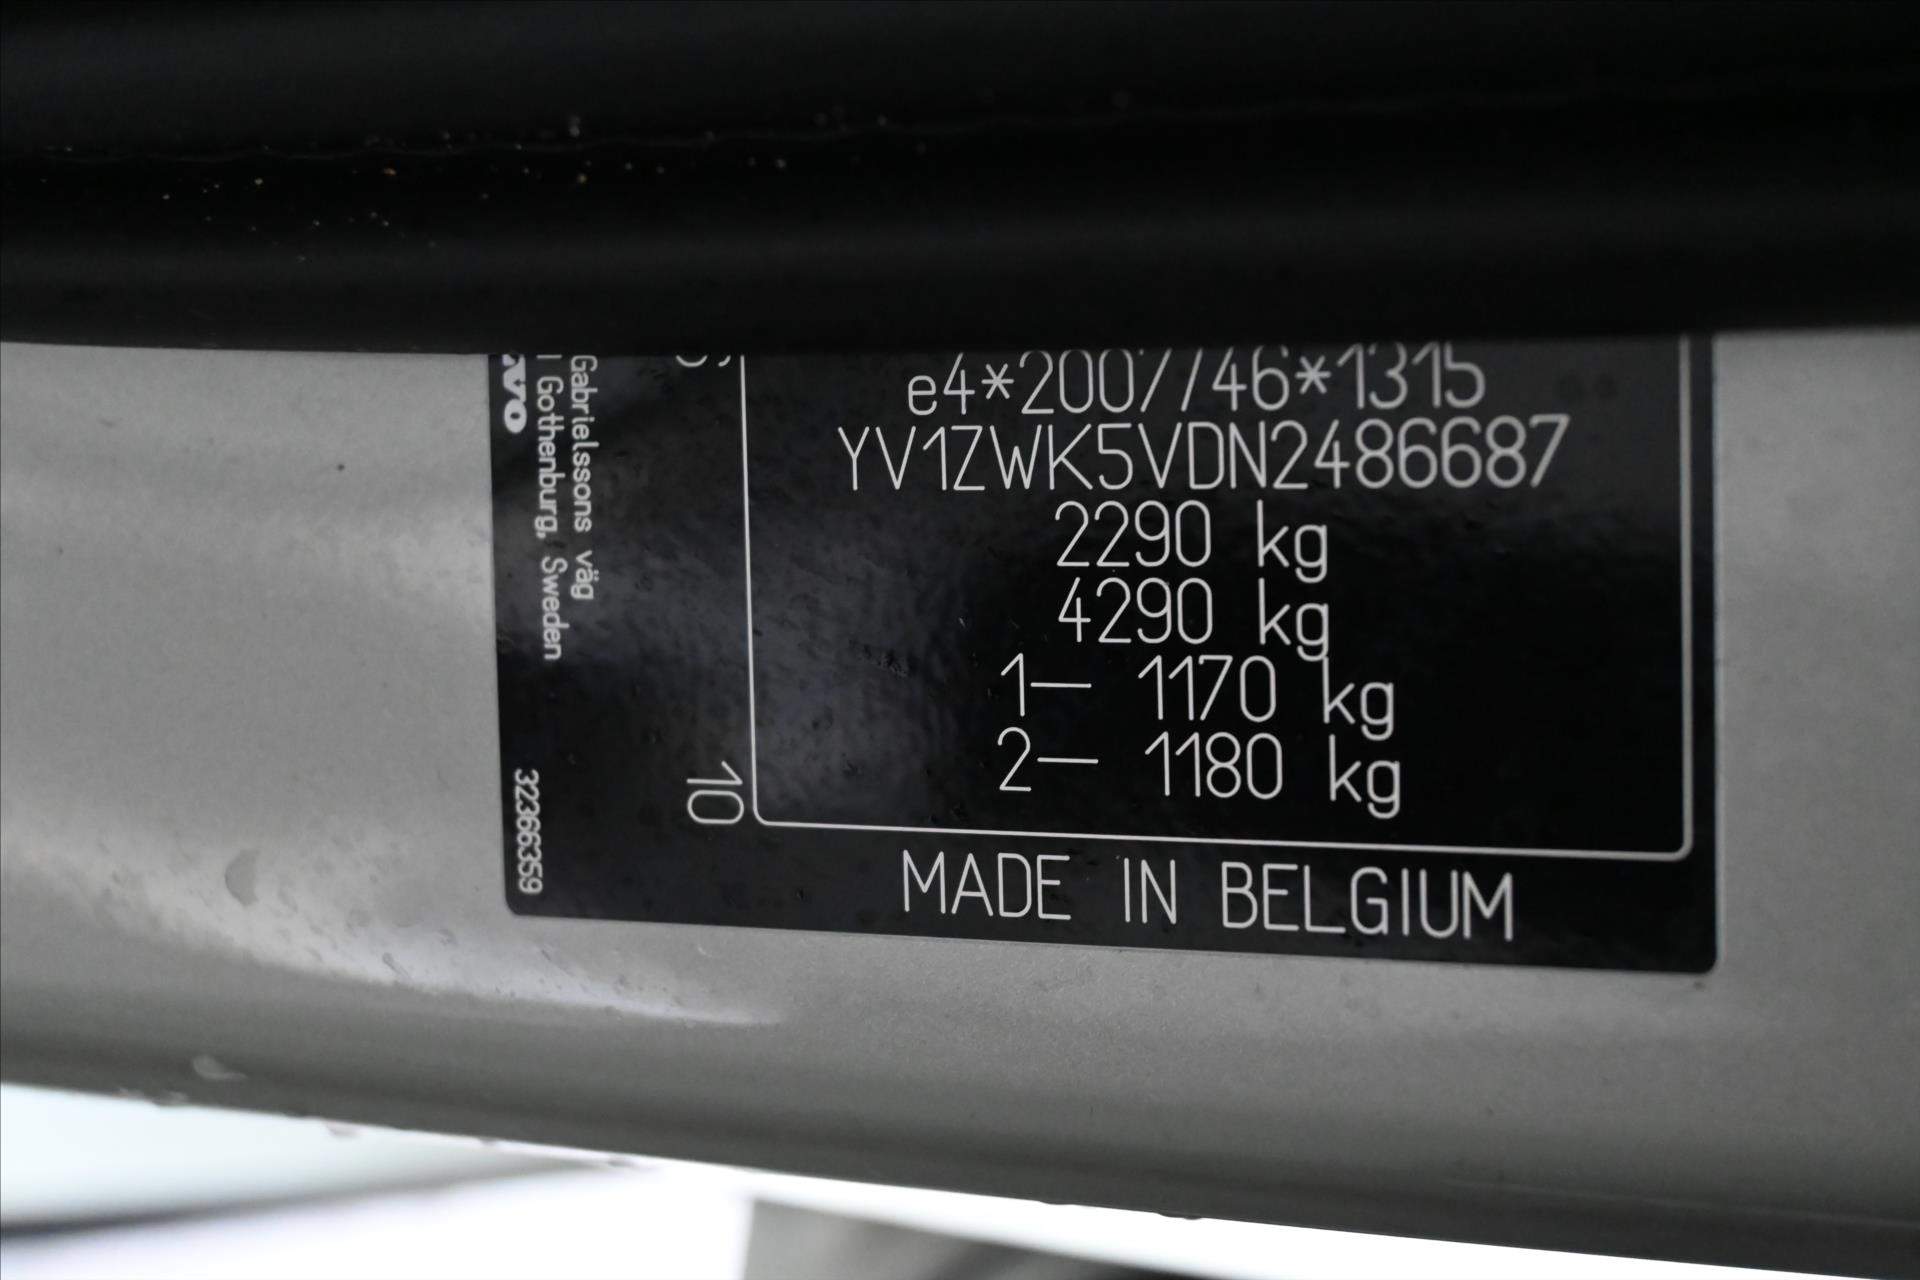 e4*2007/46*1315
YV1ZWK5VDN2486687
2290 kg
4290 kg
1— 1170 kg
2— 1180 kg
MADE IN BELGIUM
10
Gabrielssons väg
Gothenburg, Sweden
32366359